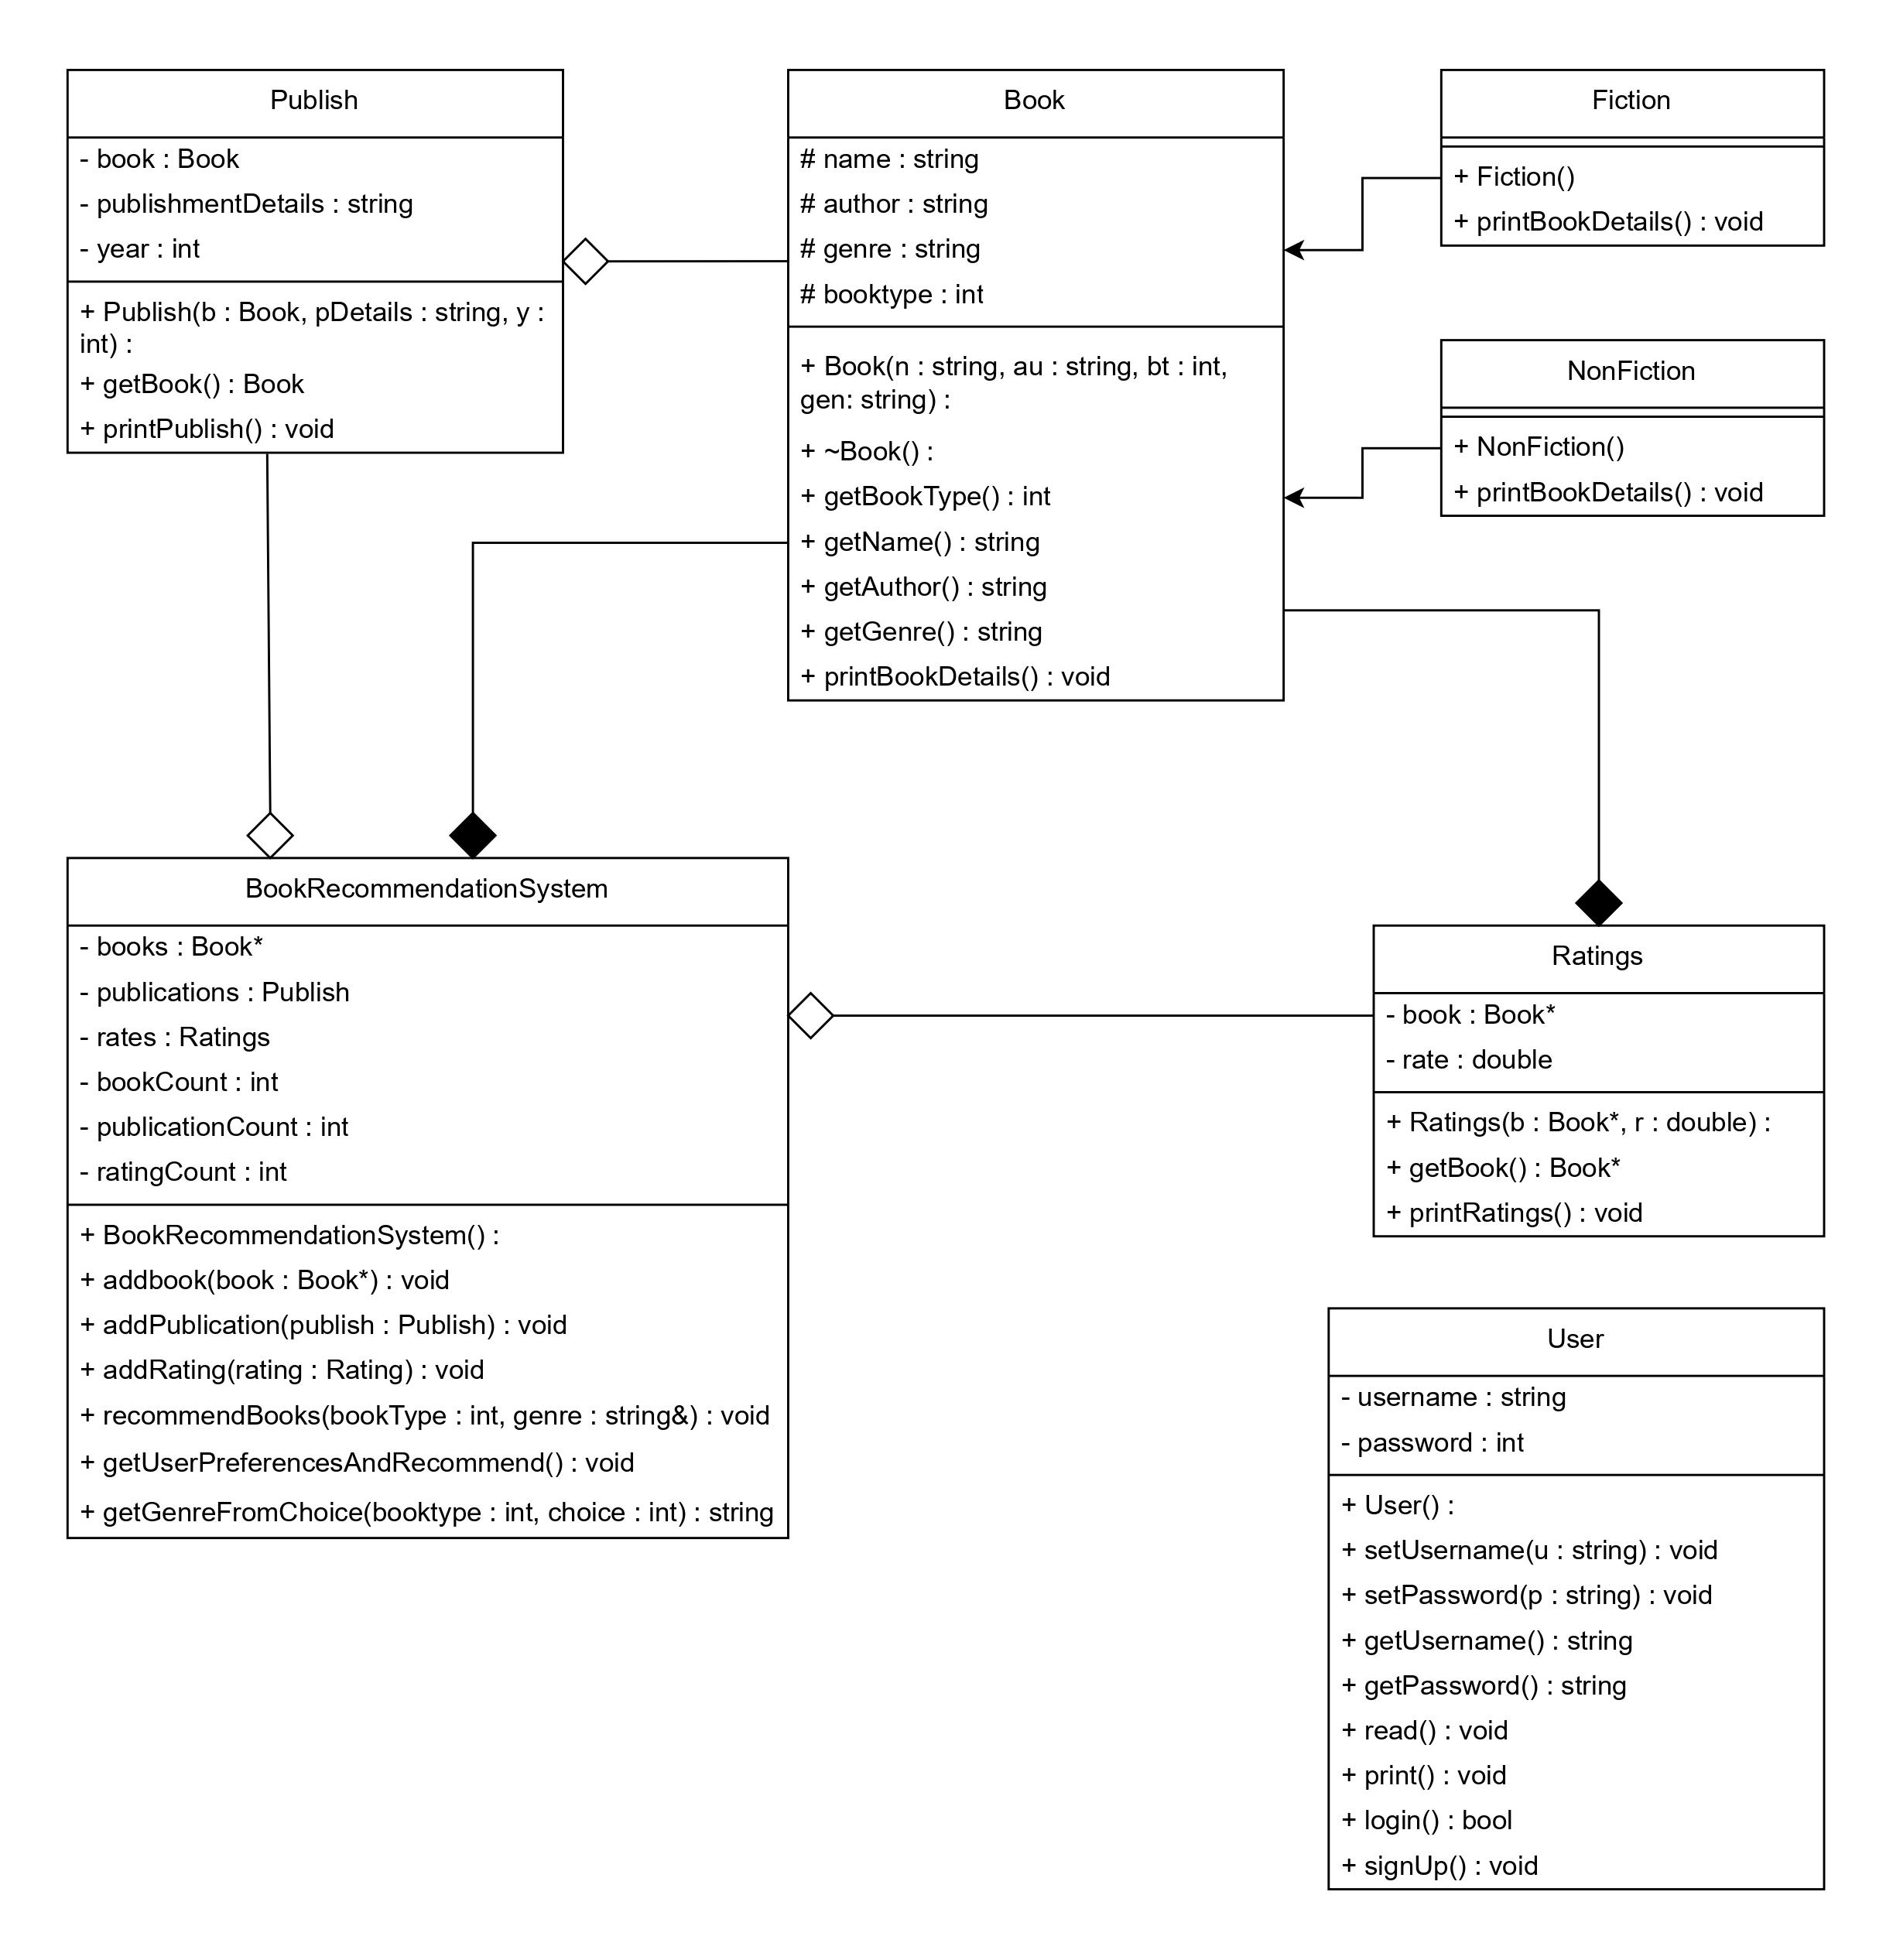 Publish
- book : Book
- publishmentDetails : string
- year : int
+ Publish(b : Book, pDetails : string, y :
int) :
+ getBook() : Book
+ printPublish() : void
Book
# name : string
# author : string
# genre : string
# booktype : int
+ Book(n : string, au : string, bt : int,
gen: string) :
+ ~Book() :
+ getBookType() : int
+ getName() : string
+ getAuthor() : string
+ getGenre() : string
+ printBookDetails() : void
Fiction
+ Fiction()
+ printBookDetails() : void
NonFiction
+ NonFiction()
+ printBookDetails() : void
BookRecommendationSystem
- books : Book*
- publications : Publish
- rates : Ratings
- bookCount : int
- publicationCount : int
- ratingCount : int
+ BookRecommendationSystem() :
+ addbook(book : Book*) : void
+ addPublication(publish : Publish) : void
+ addRating(rating : Rating) : void
+ recommendBooks(bookType : int, genre : string&) : void
+ getUserPreferencesAndRecommend() : void
+ getGenreFromChoice(booktype : int, choice : int) : string
Ratings
- book : Book*
- rate : double
+ Ratings(b : Book*, r : double) :
+ getBook() : Book*
+ printRatings() : void
User
- username : string
- password : int
+ User() :
+ setUsername(u : string) : void
+ setPassword(p : string) : void
+ getUsername() : string
+ getPassword() : string
+ read() : void
+ print() : void
+ login() : bool
+ signUp() : void